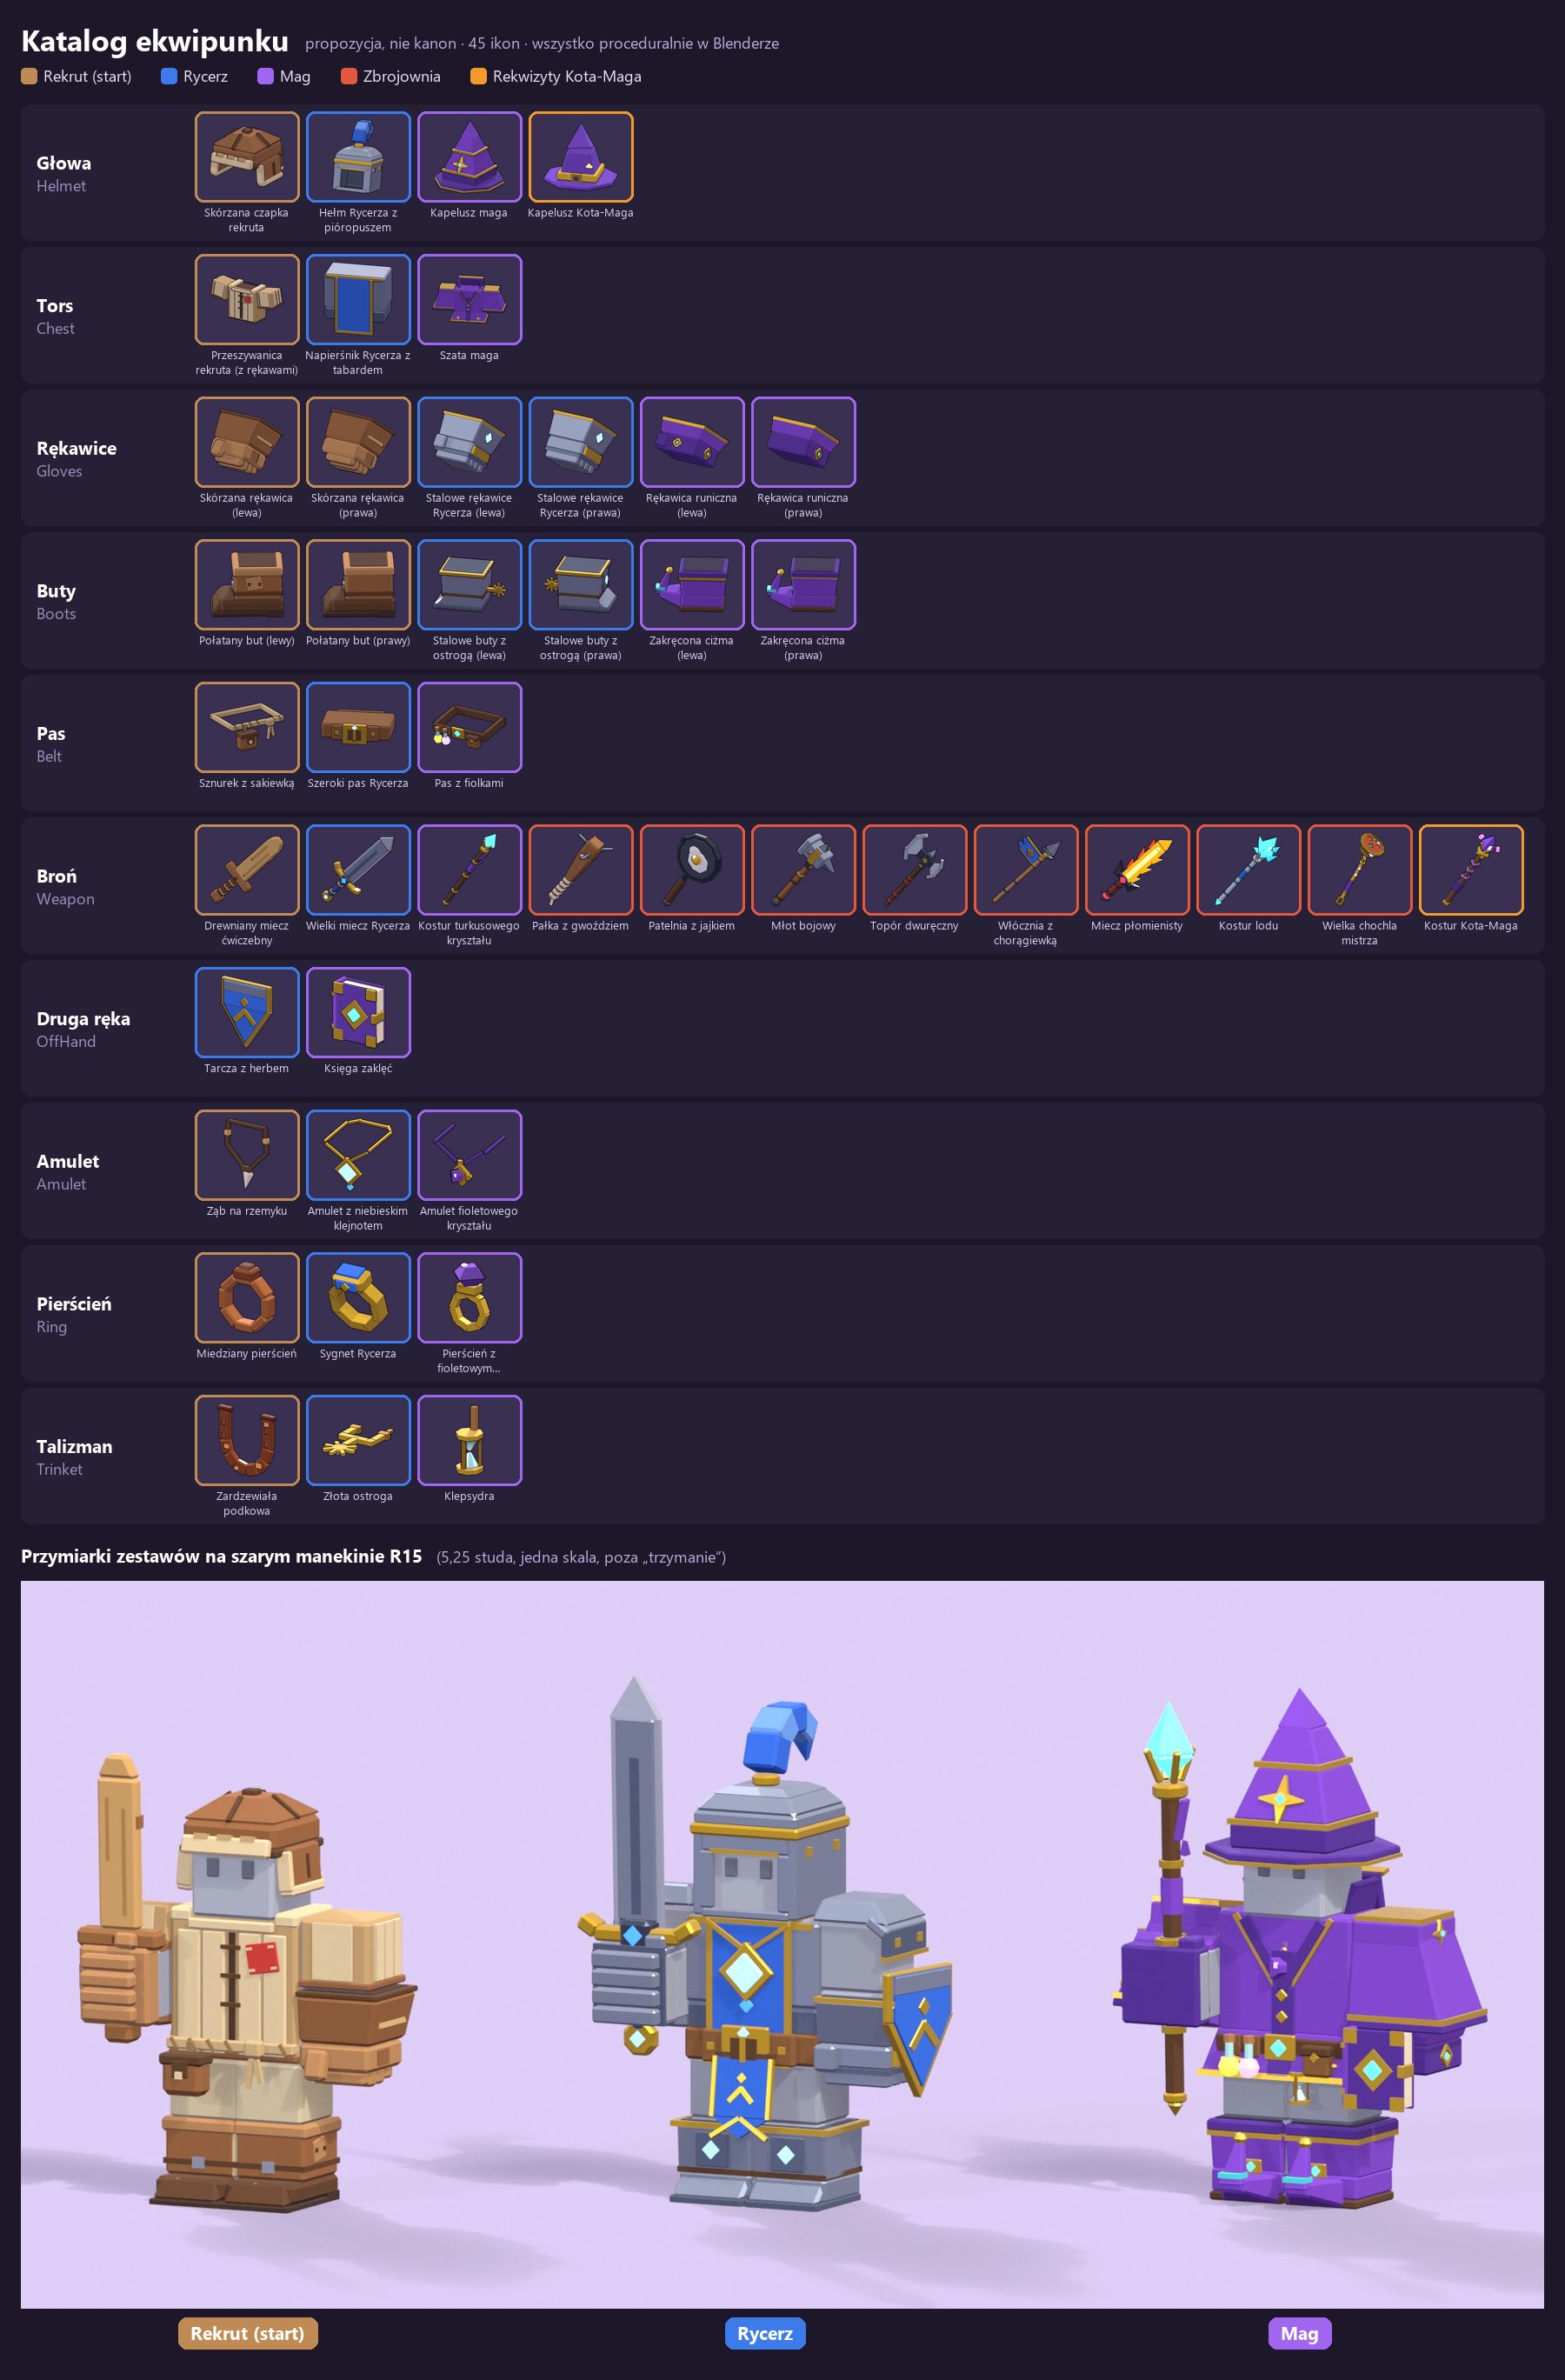 Katalog ekwipunku propozycja, nie kanon · 45 ikon · wszystko proceduralnie w Blenderze
Rekrut (start) Rycerz Mag Zbrojownia Rekwizyty Kota-Maga
Głowa
Helmet
Skórzana czapka
rekruta
Hełm Rycerza z
pióropuszem
Kapelusz maga
Kapelusz Kota-Maga
Tors
Chest
Przeszywanica
rekruta (z rękawami)
Napierśnik Rycerza z
tabardem
Szata maga
Rękawice
Gloves
Skórzana rękawica
(lewa)
Skórzana rękawica
(prawa)
Stalowe rękawice
Rycerza (lewa)
Stalowe rękawice
Rycerza (prawa)
Rękawica runiczna
(lewa)
Rękawica runiczna
(prawa)
Buty
Boots
Połatany but (lewy)
Połatany but (prawy)
Stalowe buty z
ostrogą (lewa)
Stalowe buty z
ostrogą (prawa)
Zakręcona ciżma
(lewa)
Zakręcona ciżma
(prawa)
Pas
Belt
Sznurek z sakiewką
Szeroki pas Rycerza
Pas z fiolkami
Broń
Weapon
Drewniany miecz
ćwiczebny
Wielki miecz Rycerza
Kostur turkusowego
kryształu
Pałka z gwoździem
Patelnia z jajkiem
Młot bojowy
Topór dwuręczny
Włócznia z
chorągiewką
Miecz płomienisty
Kostur lodu
Wielka chochla
mistrza
Kostur Kota-Maga
Druga ręka
OffHand
Tarcza z herbem
Księga zaklęć
Amulet
Amulet
Ząb na rzemyku
Amulet z niebieskim
klejnotem
Amulet fioletowego
kryształu
Pierścień
Ring
Miedziany pierścień
Sygnet Rycerza
Pierścień z
fioletowym…
Talizman
Trinket
Zardzewiała
podkowa
Złota ostroga
Klepsydra
Przymiarki zestawów na szarym manekinie R15 (5,25 studa, jedna skala, poza „trzymanie”)
Rekrut (start)
Rycerz
Mag